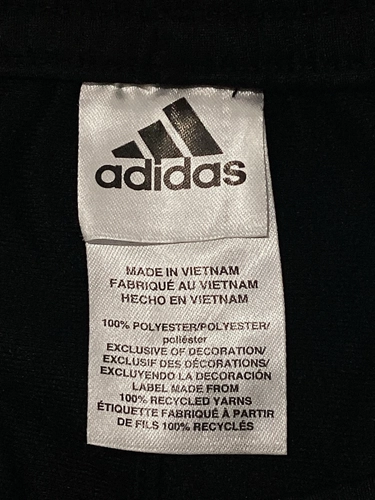 adidas
MADE IN VIETNAM
FABRIQUÉ AU VIETNAM
HECHO EN VIETNAM
100% POLYESTER/POLYESTER/
poliéster
EXCLUSIVE OF DECORATION/
EXCLUSIF DES DÉCORATIONS/
EXCLUYENDO LA DECORACIÓN
LABEL MADE FROM
100% RECYCLED YARNS
ÉTIQUETTE FABRIQUÉ À PARTIR
DE FILS 100% RECYCLÉS